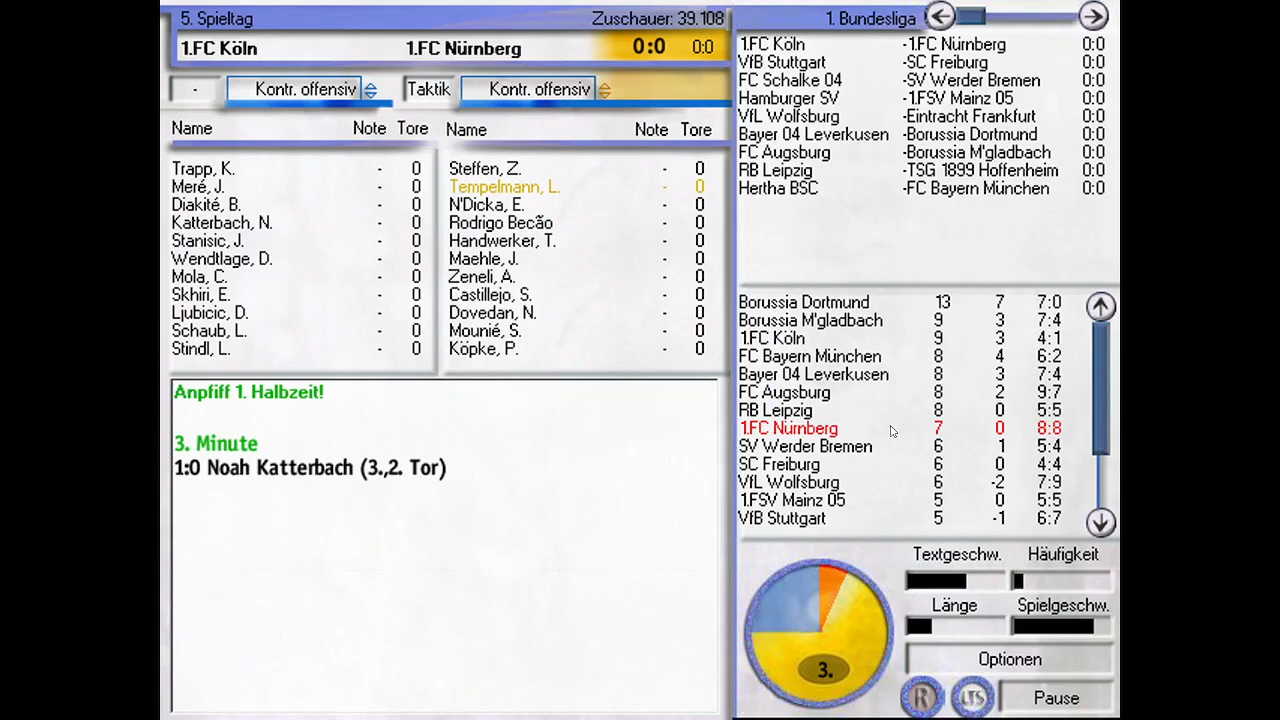 5. Spieltag Zuschauer: 39.108
1.FC Köln 1.FC Nürnberg 0:0 0:0
- Kontr. offensiv Taktik Kontr. offensiv
Name Note Tore Name Note Tore
Trapp, K. - 0 Steffen, Z. - 0
Meré, J. - 0 Tempelmann, L. - 0
Diakité, B. - 0 N'Dicka, E. - 0
Katterbach, N. - 0 Rodrigo Becão - 0
Stanisic, J. - 0 Handwerker, T. - 0
Wendtlage, D. - 0 Maehle, J. - 0
Mola, C. - 0 Zeneli, A. - 0
Skhiri, E. - 0 Castillejo, S. - 0
Ljubicic, D. - 0 Dovedan, N. - 0
Schaub, L. - 0 Mounié, S. - 0
Stindl, L. - 0 Köpke, P. - 0
Anpfiff 1. Halbzeit!
3. Minute
1:0 Noah Katterbach (3.,2. Tor)
1. Bundesliga
1.FC Köln -1.FC Nürnberg 0:0
VfB Stuttgart -SC Freiburg 0:0
FC Schalke 04 -SV Werder Bremen 0:0
Hamburger SV -1.FSV Mainz 05 0:0
VfL Wolfsburg -Eintracht Frankfurt 0:0
Bayer 04 Leverkusen -Borussia Dortmund 0:0
FC Augsburg -Borussia M'gladbach 0:0
RB Leipzig -TSG 1899 Hoffenheim 0:0
Hertha BSC -FC Bayern München 0:0
Borussia Dortmund 13 7 7:0
Borussia M'gladbach 9 3 7:4
1.FC Köln 9 3 4:1
FC Bayern München 8 4 6:2
Bayer 04 Leverkusen 8 3 7:4
FC Augsburg 8 2 9:7
RB Leipzig 8 0 5:5
1.FC Nürnberg 7 0 8:8
SV Werder Bremen 6 1 5:4
SC Freiburg 6 0 4:4
VfL Wolfsburg 6 -2 7:9
1.FSV Mainz 05 5 0 5:5
VfB Stuttgart 5 -1 6:7
Textgeschw. Häufigkeit
Länge Spielgeschw.
3.
Optionen
R LTS Pause